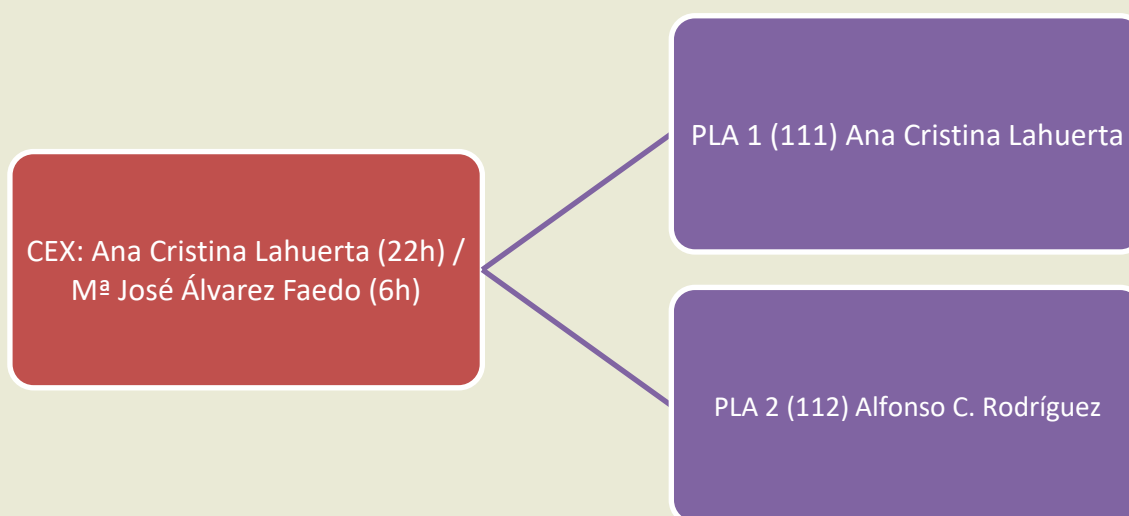 CEX: Ana Cristina Lahuerta (22h) /
Mª José Álvarez Faedo (6h)
PLA 1 (111) Ana Cristina Lahuerta
PLA 2 (112) Alfonso C. Rodríguez